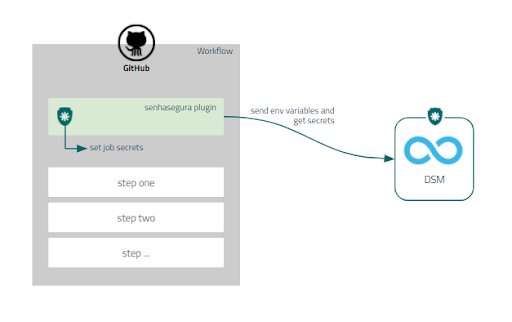 Workflow
GitHub
senhasegura plugin
set job secrets
send env variables and
get secrets
DSM
step one
step two
step ...